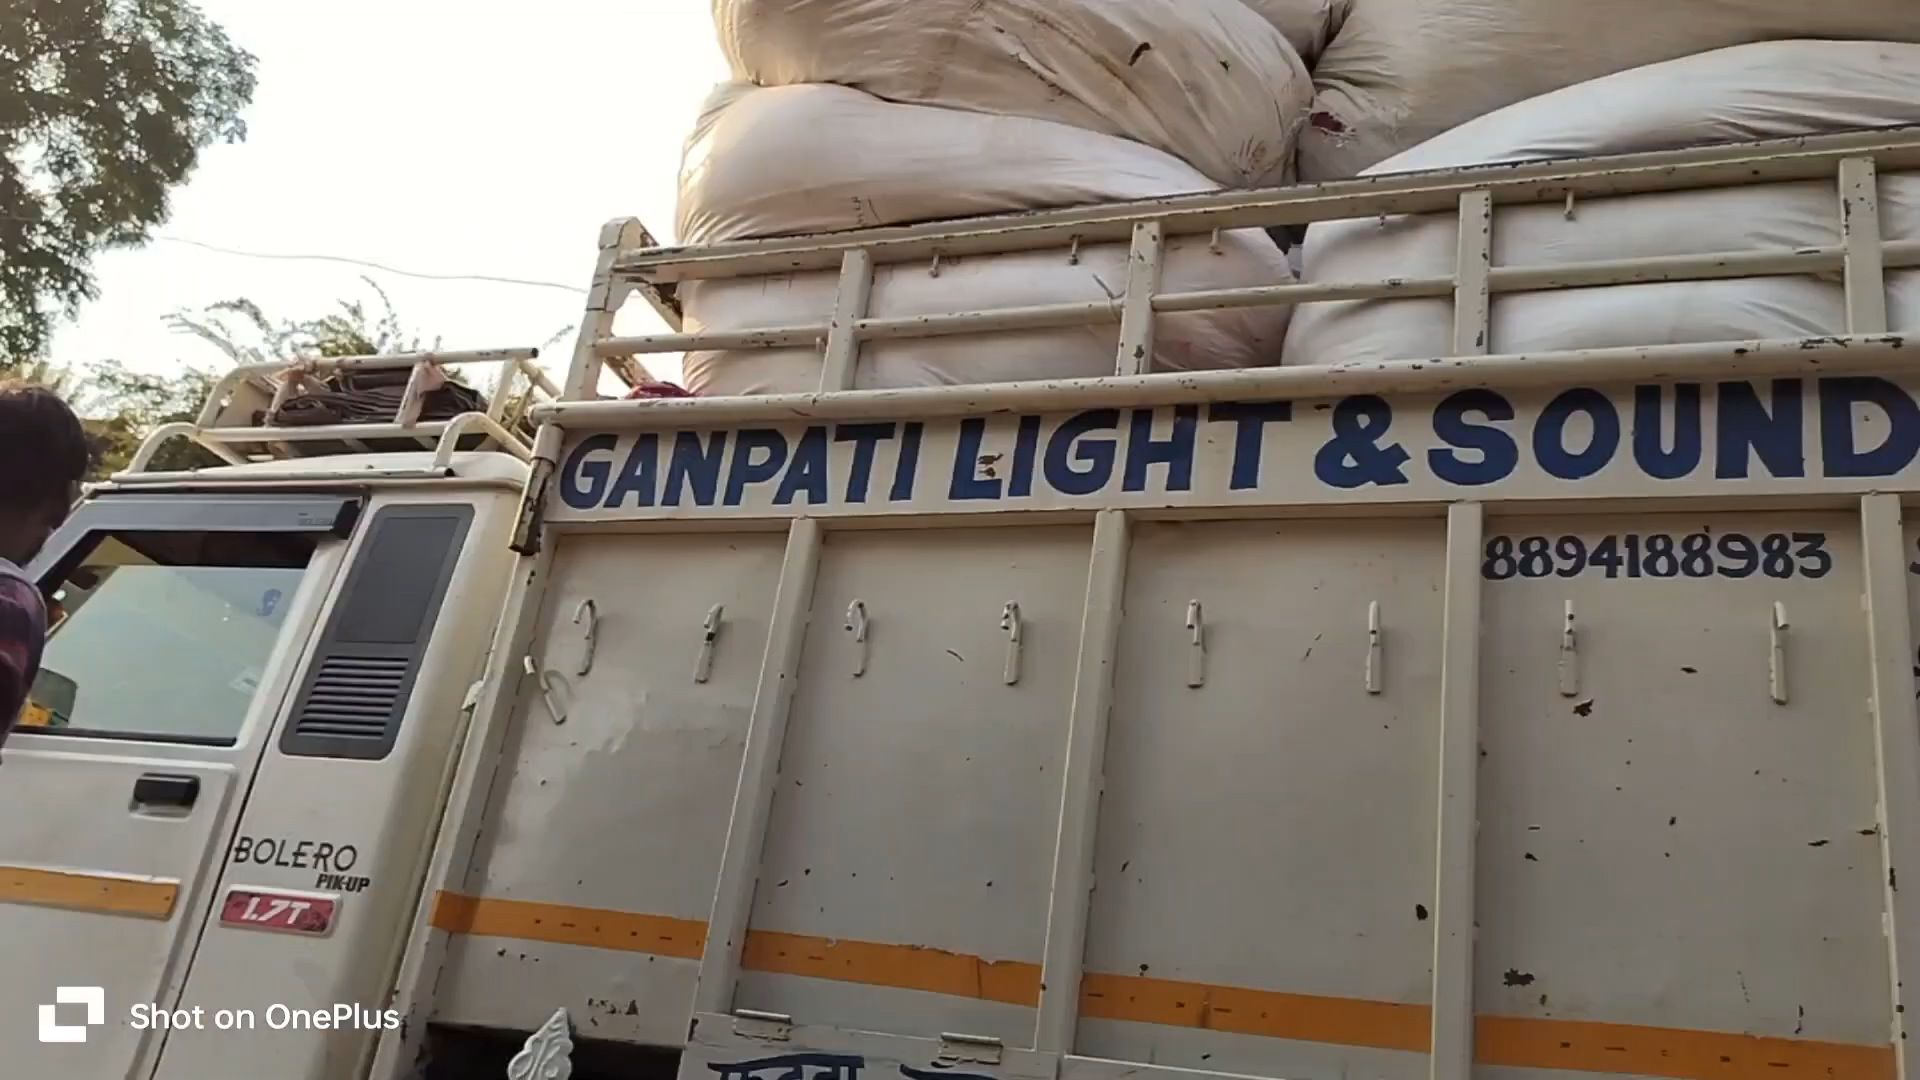 GANPATI LIGHT & SOUND
8894188983
BOLERO
PIK-UP
1.7T
Shot on OnePlus